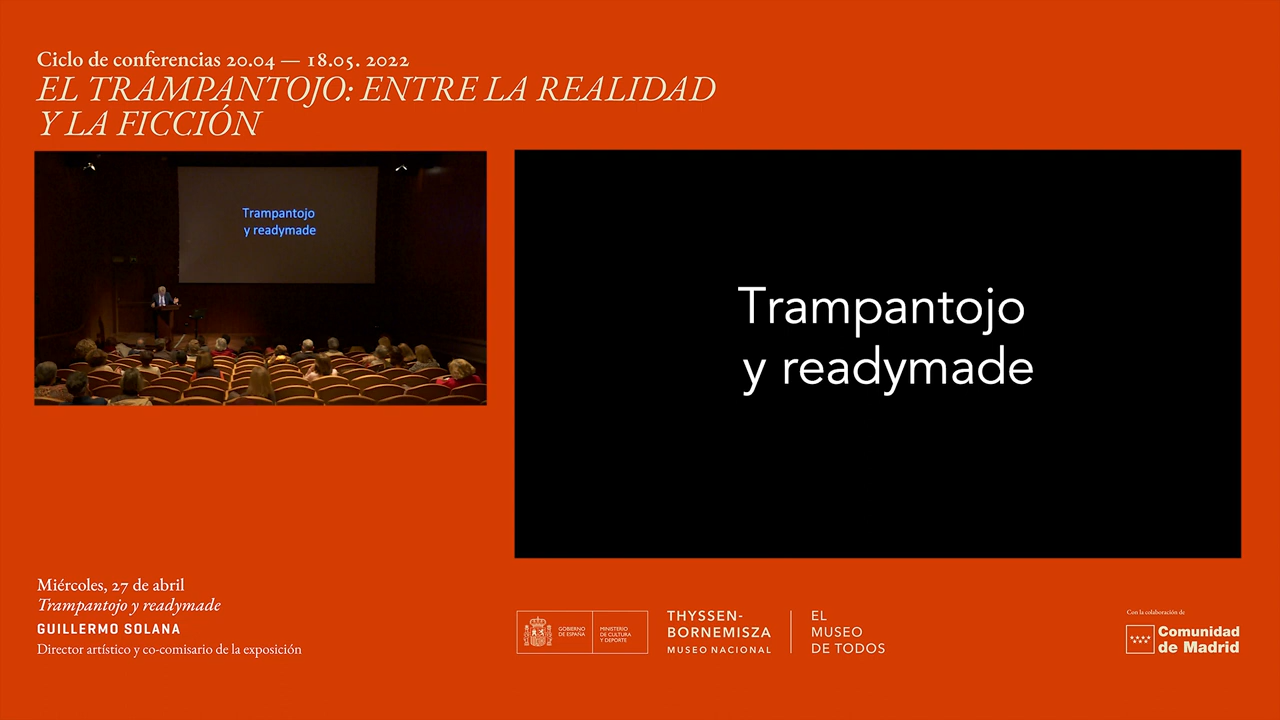 Ciclo de conferencias 20.04 — 18.05. 2022
EL TRAMPANTOJO: ENTRE LA REALIDAD
Y LA FICCIÓN
Trampantojo
y readymade
Trampantojo
y readymade
Miércoles, 27 de abril
Trampantojo y readymade
GUILLERMO SOLANA
Director artístico y co-comisario de la exposición
GOBIERNO
DE ESPAÑA
MINISTERIO
DE CULTURA
Y DEPORTE
THYSSEN-
BORNEMISZA
MUSEO NACIONAL
EL
MUSEO
DE TODOS
Con la colaboración de
Comunidad
de Madrid